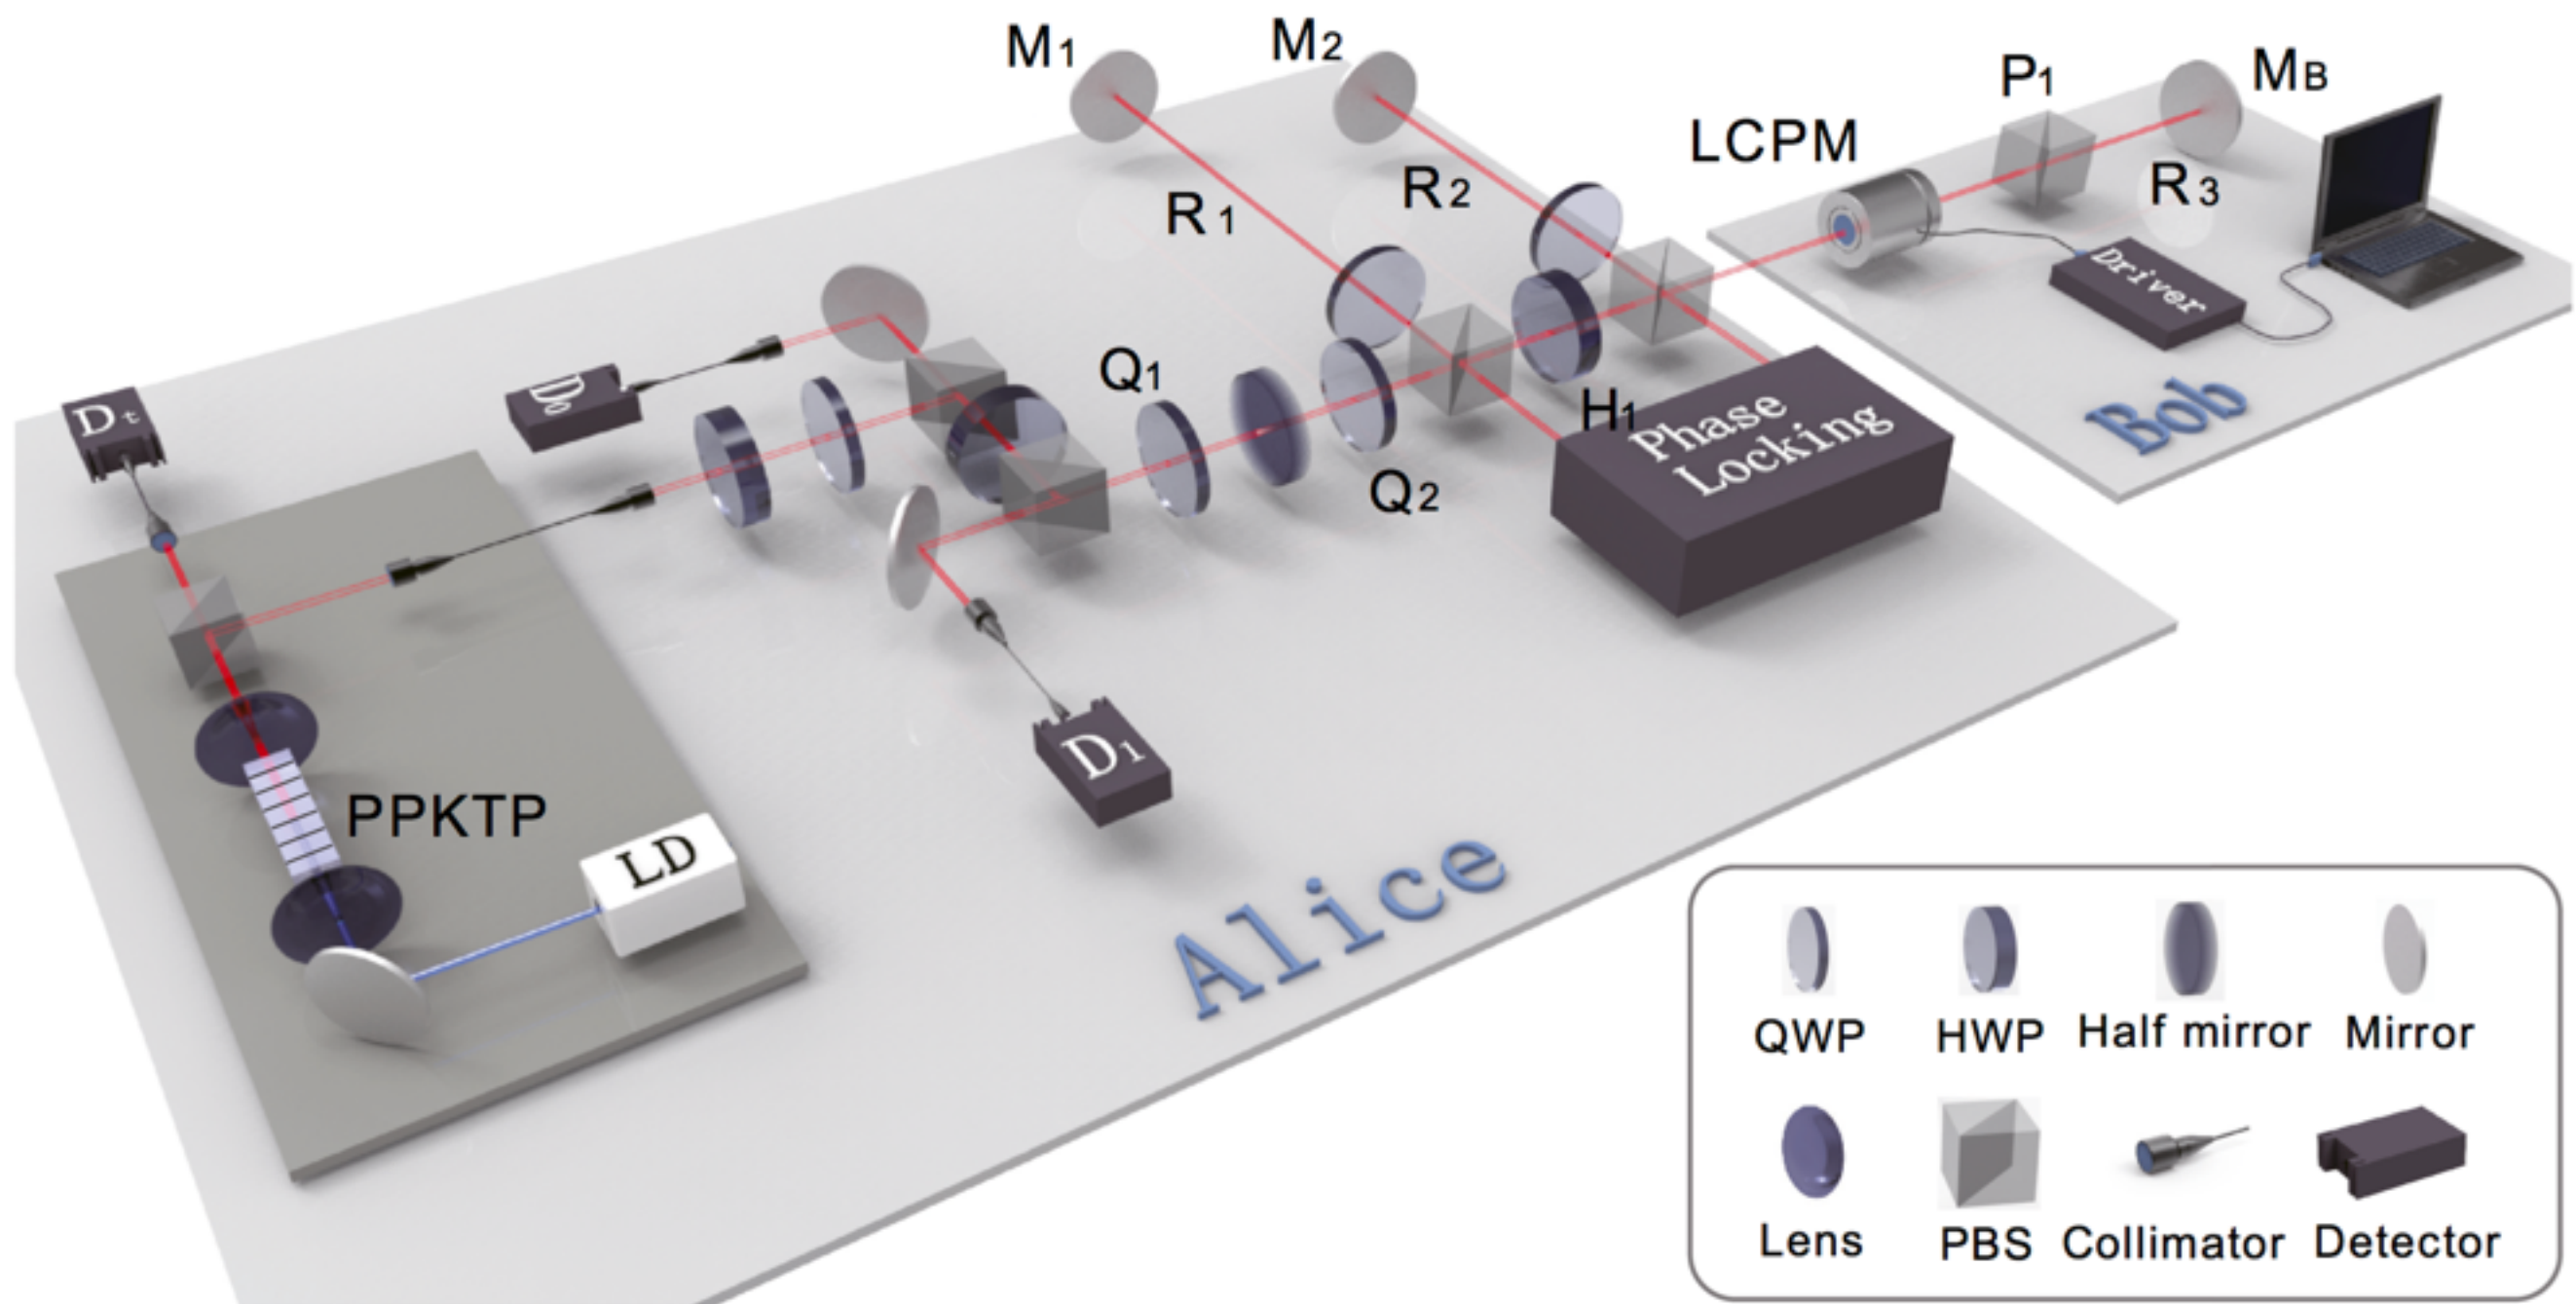 M1
M2
P1
MB
LCPM
R1
R2
R3
Driver
Q1
Dt
D0
H1
Phase
Locking
Bob
Q2
D1
PPKTP
LD
Alice
QWP
HWP
Half mirror
Mirror
Lens
PBS
Collimator
Detector